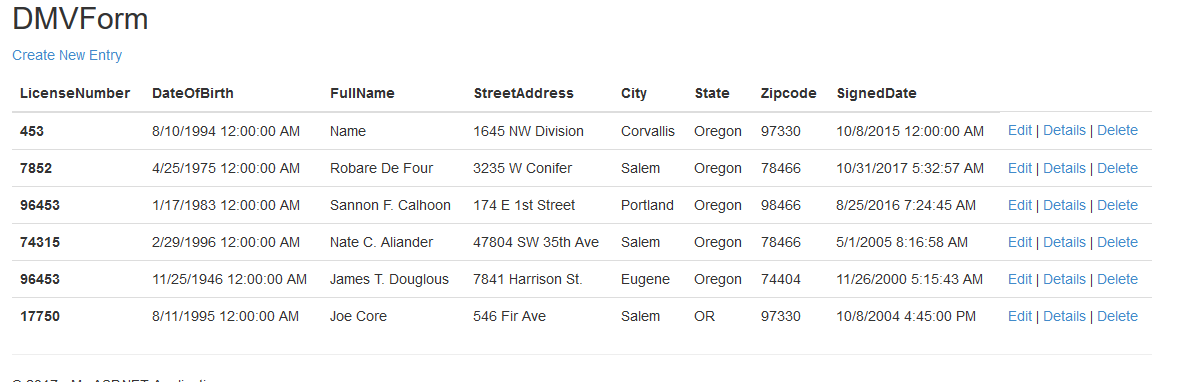 DMVForm
Create New Entry
LicenseNumber DateOfBirth FullName StreetAddress City State Zipcode SignedDate
453 8/10/1994 12:00:00 AM Name 1645 NW Division Corvallis Oregon 97330 10/8/2015 12:00:00 AM Edit | Details | Delete
7852 4/25/1975 12:00:00 AM Robare De Four 3235 W Conifer Salem Oregon 78466 10/31/2017 5:32:57 AM Edit | Details | Delete
96453 1/17/1983 12:00:00 AM Sannon F. Calhoon 174 E 1st Street Portland Oregon 98466 8/25/2016 7:24:45 AM Edit | Details | Delete
74315 2/29/1996 12:00:00 AM Nate C. Aliander 47804 SW 35th Ave Salem Oregon 78466 5/1/2005 8:16:58 AM Edit | Details | Delete
96453 11/25/1946 12:00:00 AM James T. Douglous 7841 Harrison St. Eugene Oregon 74404 11/26/2000 5:15:43 AM Edit | Details | Delete
17750 8/11/1995 12:00:00 AM Joe Core 546 Fir Ave Salem OR 97330 10/8/2004 4:45:00 PM Edit | Details | Delete